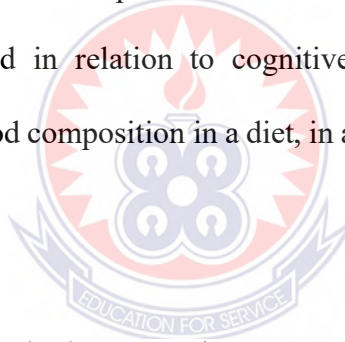 d in relation to cognitive
od composition in a diet, in a
EDUCATION FOR SERVICE